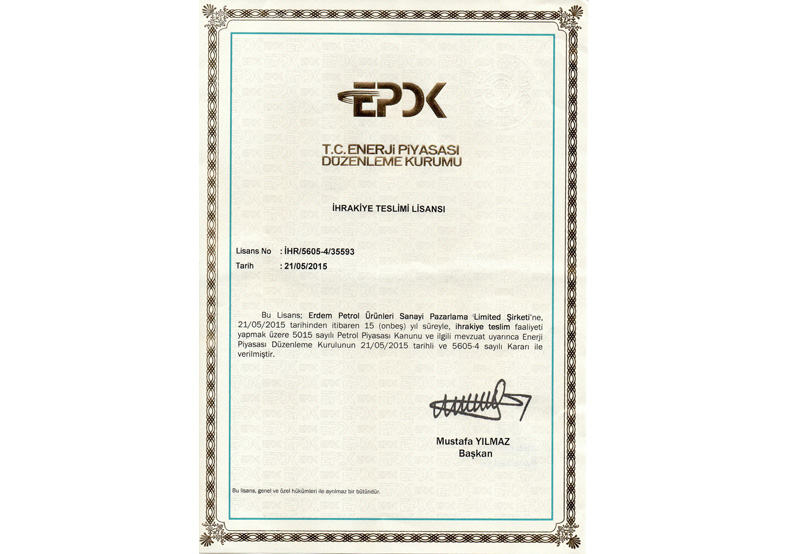 EPDK
T.C. ENERJİ PİYASASI
DÜZENLEME KURUMU
İHRAKİYE TESLİMİ LİSANSI
Lisans No : İHR/5605-4/35593
Tarih : 21/05/2015
Bu Lisans; Erdem Petrol Ürünleri Sanayi Pazarlama Limited Şirketi'ne,
21/05/2015 tarihinden itibaren 15 (onbeş) yıl süreyle, ihrakiye teslim faaliyeti
yapmak üzere 5015 sayılı Petrol Piyasası Kanunu ve ilgili mevzuat uyarınca Enerji
Piyasası Düzenleme Kurulunun 21/05/2015 tarihli ve 5605-4 sayılı Kararı ile
verilmiştir.
Mustafa YILMAZ
Başkan
Bu lisans, genel ve özel hükümleri ile ayrılmaz bir bütündür.